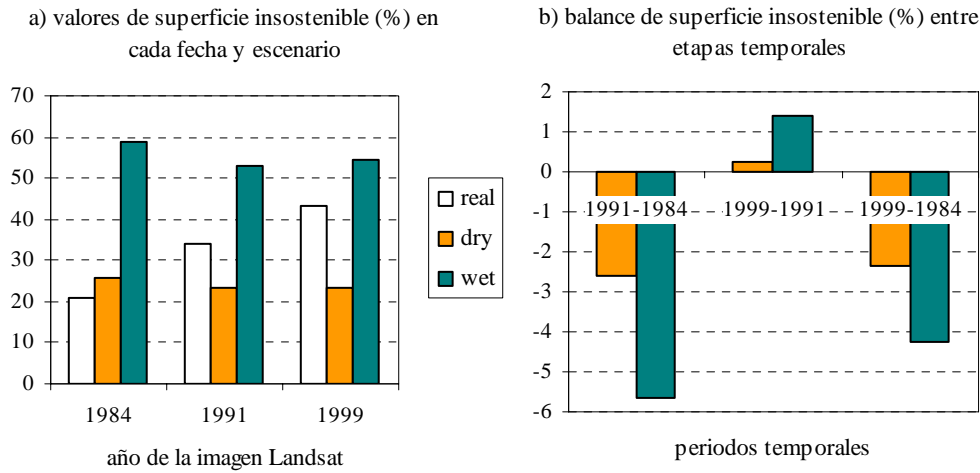 a) valores de superficie insostenible (%) en
cada fecha y escenario
70
60
50
40
30
20
10
0
1984 1991 1999
año de la imagen Landsat
real
dry
wet
b) balance de superficie insostenible (%) entre
etapas temporales
2
1
0
-1
-2
-3
-4
-5
-6
1991-1984 1999-1991 1999-1984
periodos temporales